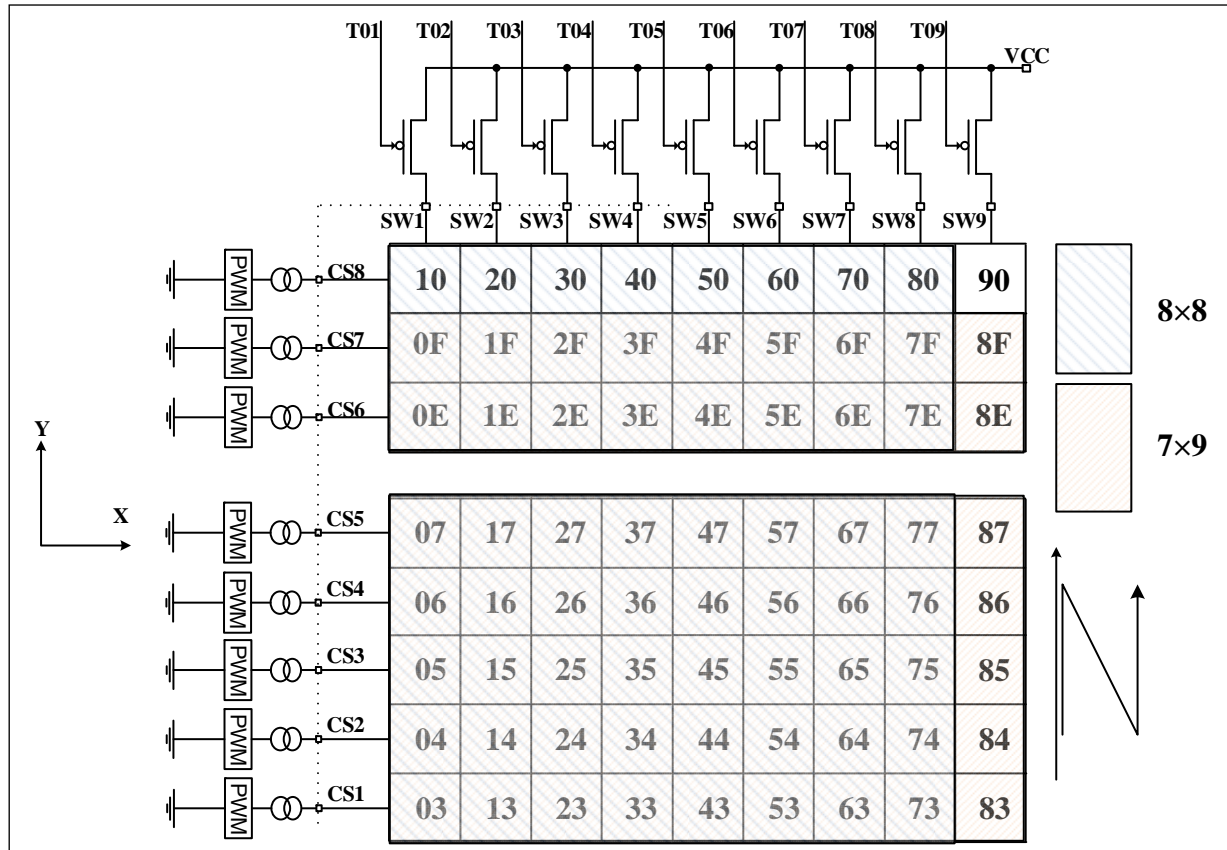 T01 T02 T03 T04 T05 T06 T07 T08 T09
VCC
SW1 SW2 SW3 SW4 SW5 SW6 SW7 SW8 SW9
PWM CS8 10 20 30 40 50 60 70 80 90
8×8
PWM CS7 0F 1F 2F 3F 4F 5F 6F 7F 8F
PWM CS6 0E 1E 2E 3E 4E 5E 6E 7E 8E
7×9
Y
X
PWM CS5 07 17 27 37 47 57 67 77 87
PWM CS4 06 16 26 36 46 56 66 76 86
PWM CS3 05 15 25 35 45 55 65 75 85
PWM CS2 04 14 24 34 44 54 64 74 84
PWM CS1 03 13 23 33 43 53 63 73 83